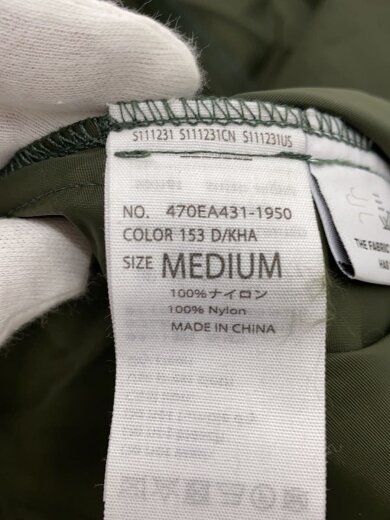 S111231 S111231CN S111231US
NO. 470EA431-1950
COLOR 153 D/KHA
SIZE MEDIUM
100%ナイロン
100% Nylon
MADE IN CHINA
THE FABRIC
HAS